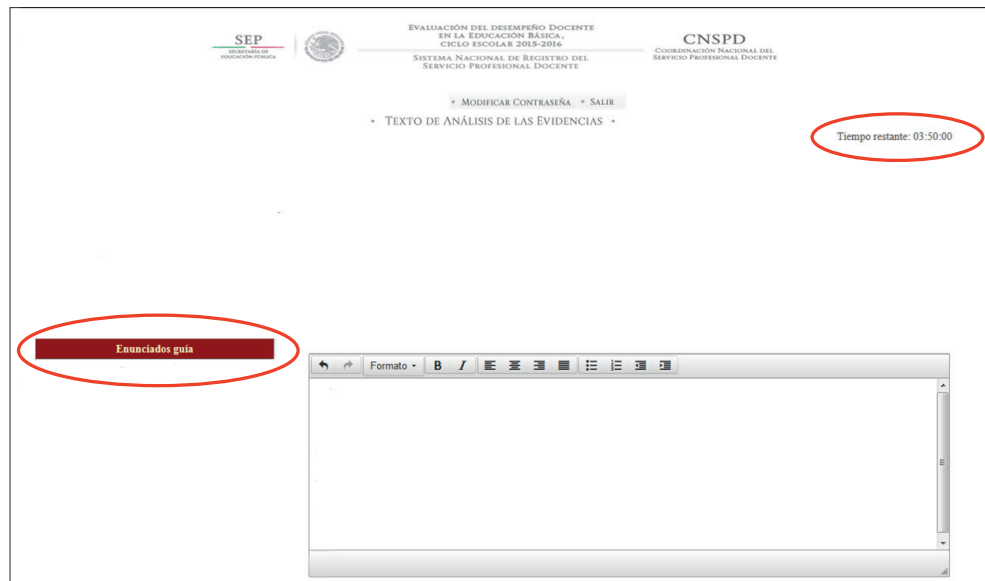 SEP
SECRETARÍA DE
EDUCACIÓN PÚBLICA
EVALUACIÓN DEL DESEMPEÑO DOCENTE
EN LA EDUCACIÓN BÁSICA,
CICLO ESCOLAR 2015-2016
SISTEMA NACIONAL DE REGISTRO DEL
SERVICIO PROFESIONAL DOCENTE
CNSPD
COORDINACIÓN NACIONAL DEL
SERVICIO PROFESIONAL DOCENTE
• MODIFICAR CONTRASEÑA • SALIR
• TEXTO DE ANÁLISIS DE LAS EVIDENCIAS •
Tiempo restante: 03:50:00
Enunciados guía
Formato B I